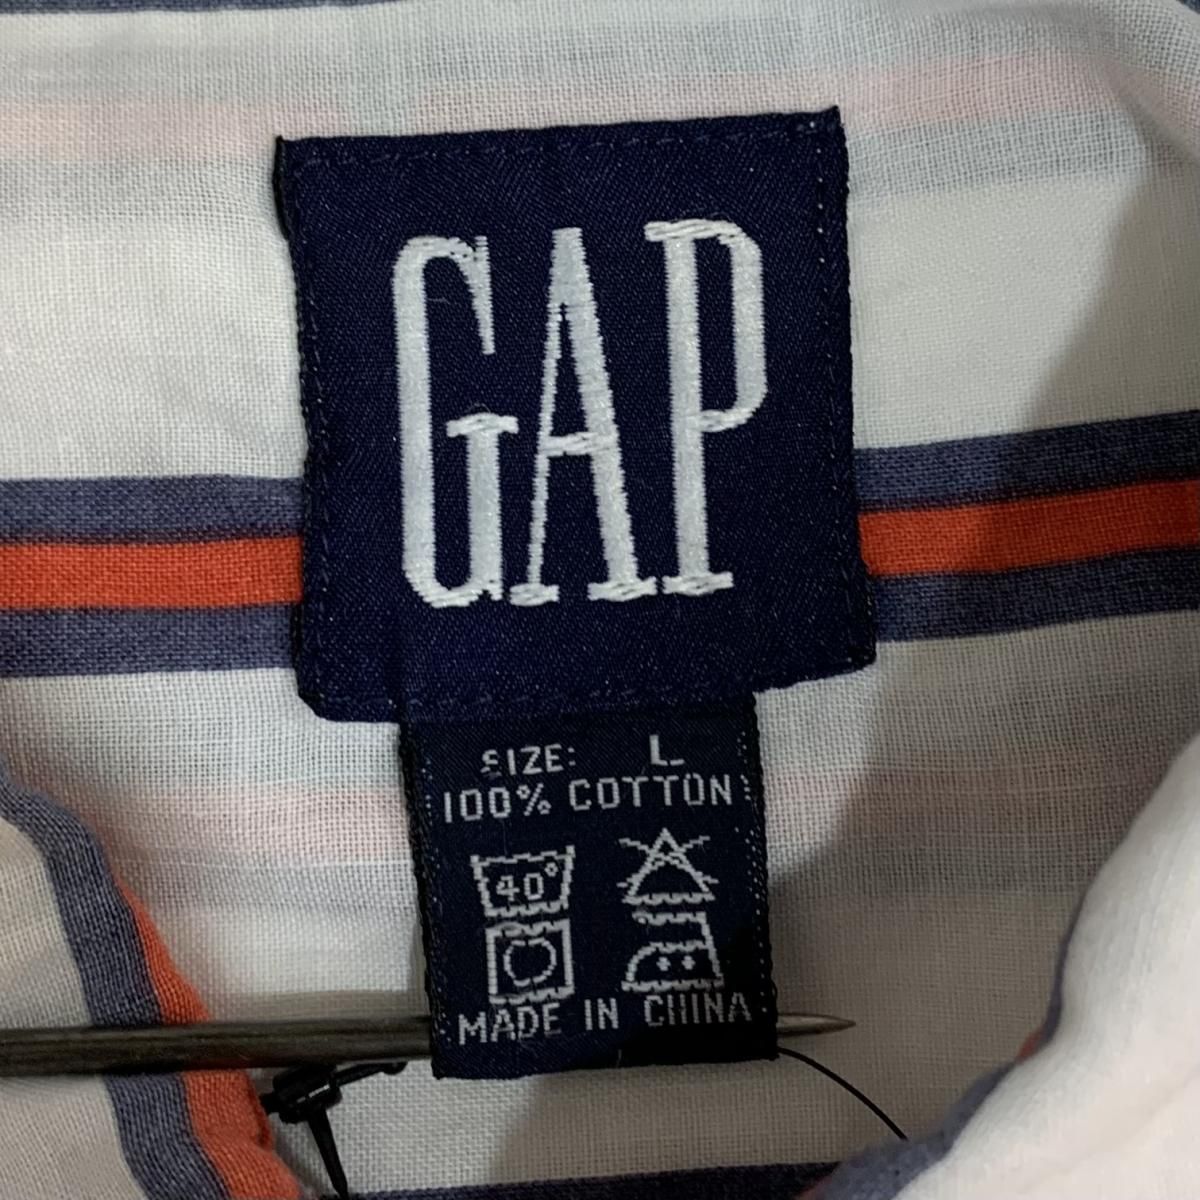 GAP
SIZE: L
100% COTTON
40°
MADE IN CHINA